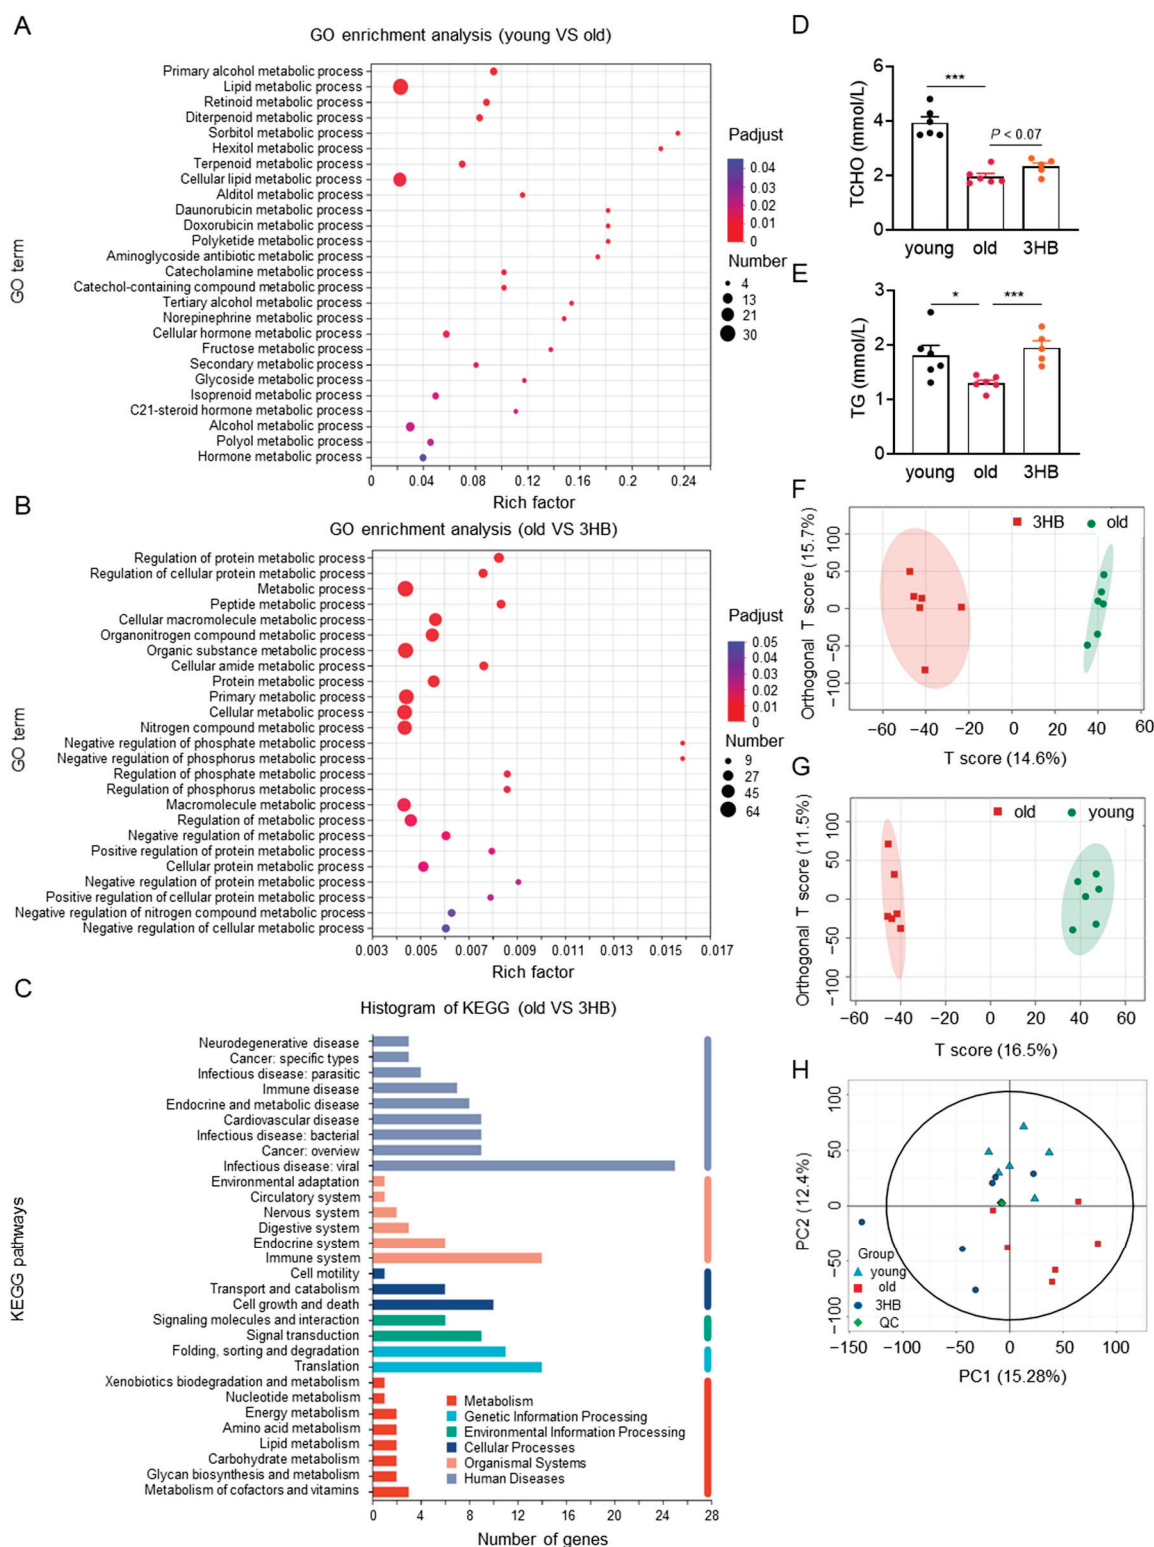 A
GO enrichment analysis (young VS old)
GO term
Primary alcohol metabolic process
Lipid metabolic process
Retinoid metabolic process
Diterpenoid metabolic process
Sorbitol metabolic process
Hexitol metabolic process
Terpenoid metabolic process
Cellular lipid metabolic process
Alditol metabolic process
Daunorubicin metabolic process
Doxorubicin metabolic process
Polyketide metabolic process
Aminoglycoside antibiotic metabolic process
Catecholamine metabolic process
Catechol-containing compound metabolic process
Tertiary alcohol metabolic process
Norepinephrine metabolic process
Cellular hormone metabolic process
Fructose metabolic process
Secondary metabolic process
Glycoside metabolic process
Isoprenoid metabolic process
C21-steroid hormone metabolic process
Alcohol metabolic process
Polyol metabolic process
Hormone metabolic process
0 0.04 0.08 0.12 0.16 0.2 0.24
Rich factor
Padjust
0.04
0.03
0.02
0.01
0
Number
4
13
21
30
B
GO enrichment analysis (old VS 3HB)
GO term
Regulation of protein metabolic process
Regulation of cellular protein metabolic process
Metabolic process
Peptide metabolic process
Cellular macromolecule metabolic process
Organonitrogen compound metabolic process
Organic substance metabolic process
Cellular amide metabolic process
Protein metabolic process
Primary metabolic process
Cellular metabolic process
Nitrogen compound metabolic process
Negative regulation of phosphate metabolic process
Negative regulation of phosphorus metabolic process
Regulation of phosphate metabolic process
Regulation of phosphorus metabolic process
Macromolecule metabolic process
Regulation of metabolic process
Negative regulation of metabolic process
Positive regulation of protein metabolic process
Cellular protein metabolic process
Negative regulation of protein metabolic process
Positive regulation of cellular protein metabolic process
Negative regulation of nitrogen compound metabolic process
Negative regulation of cellular metabolic process
0.003 0.005 0.007 0.009 0.011 0.013 0.015 0.017
Rich factor
Padjust
0.05
0.04
0.03
0.02
0.01
0
Number
9
27
45
64
C
Histogram of KEGG (old VS 3HB)
KEGG pathways
Neurodegenerative disease
Cancer: specific types
Infectious disease: parasitic
Immune disease
Endocrine and metabolic disease
Cardiovascular disease
Infectious disease: bacterial
Cancer: overview
Infectious disease: viral
Environmental adaptation
Circulatory system
Nervous system
Digestive system
Endocrine system
Immune system
Cell motility
Transport and catabolism
Cell growth and death
Signaling molecules and interaction
Signal transduction
Folding, sorting and degradation
Translation
Xenobiotics biodegradation and metabolism
Nucleotide metabolism
Energy metabolism
Amino acid metabolism
Lipid metabolism
Carbohydrate metabolism
Glycan biosynthesis and metabolism
Metabolism of cofactors and vitamins
Metabolism
Genetic Information Processing
Environmental Information Processing
Cellular Processes
Organismal Systems
Human Diseases
0 4 8 12 16 20 24 28
Number of genes
D
TCHO (mmol/L)
6
4
2
0
***
P < 0.07
young old 3HB
E
TG (mmol/L)
3
2
1
0
* ***
young old 3HB
F
3HB old
Orthogonal T score (15.7%)
100
50
0
−50
−100
−60 −40 −20 0 20 40 60
T score (14.6%)
G
old young
Orthogonal T score (11.5%)
100
50
0
−50
−100
−60 −40 −20 0 20 40 60
T score (16.5%)
H
PC2 (12.4%)
100
50
0
−50
−100
Group
young
old
3HB
QC
−150 −100 −50 0 50 100
PC1 (15.28%)